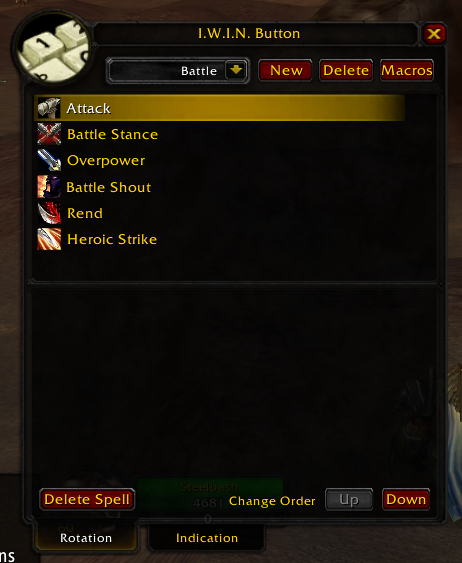 I.W.I.N. Button
Battle
New
Delete
Macros
Attack
Battle Stance
Overpower
Battle Shout
Rend
Heroic Strike
Delete Spell
Change Order
Up
Down
Rotation
Indication
ns